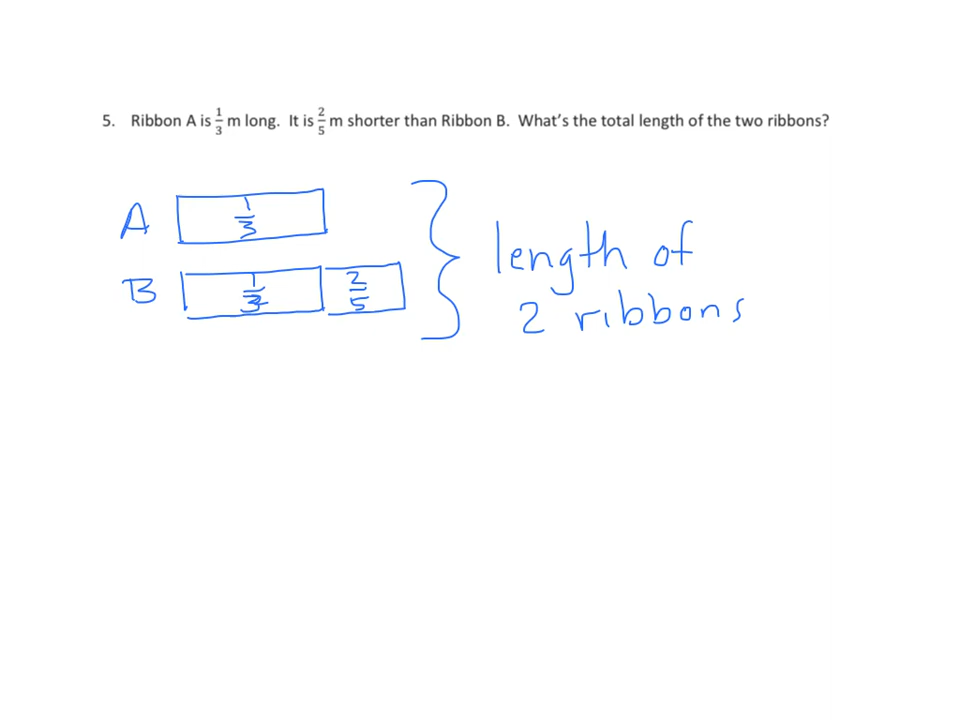 5. Ribbon A is 1/3 m long. It is 2/5 m shorter than Ribbon B. What's the total length of the two ribbons?
A 1/3
B 1/3 2/5
length of
2 ribbons